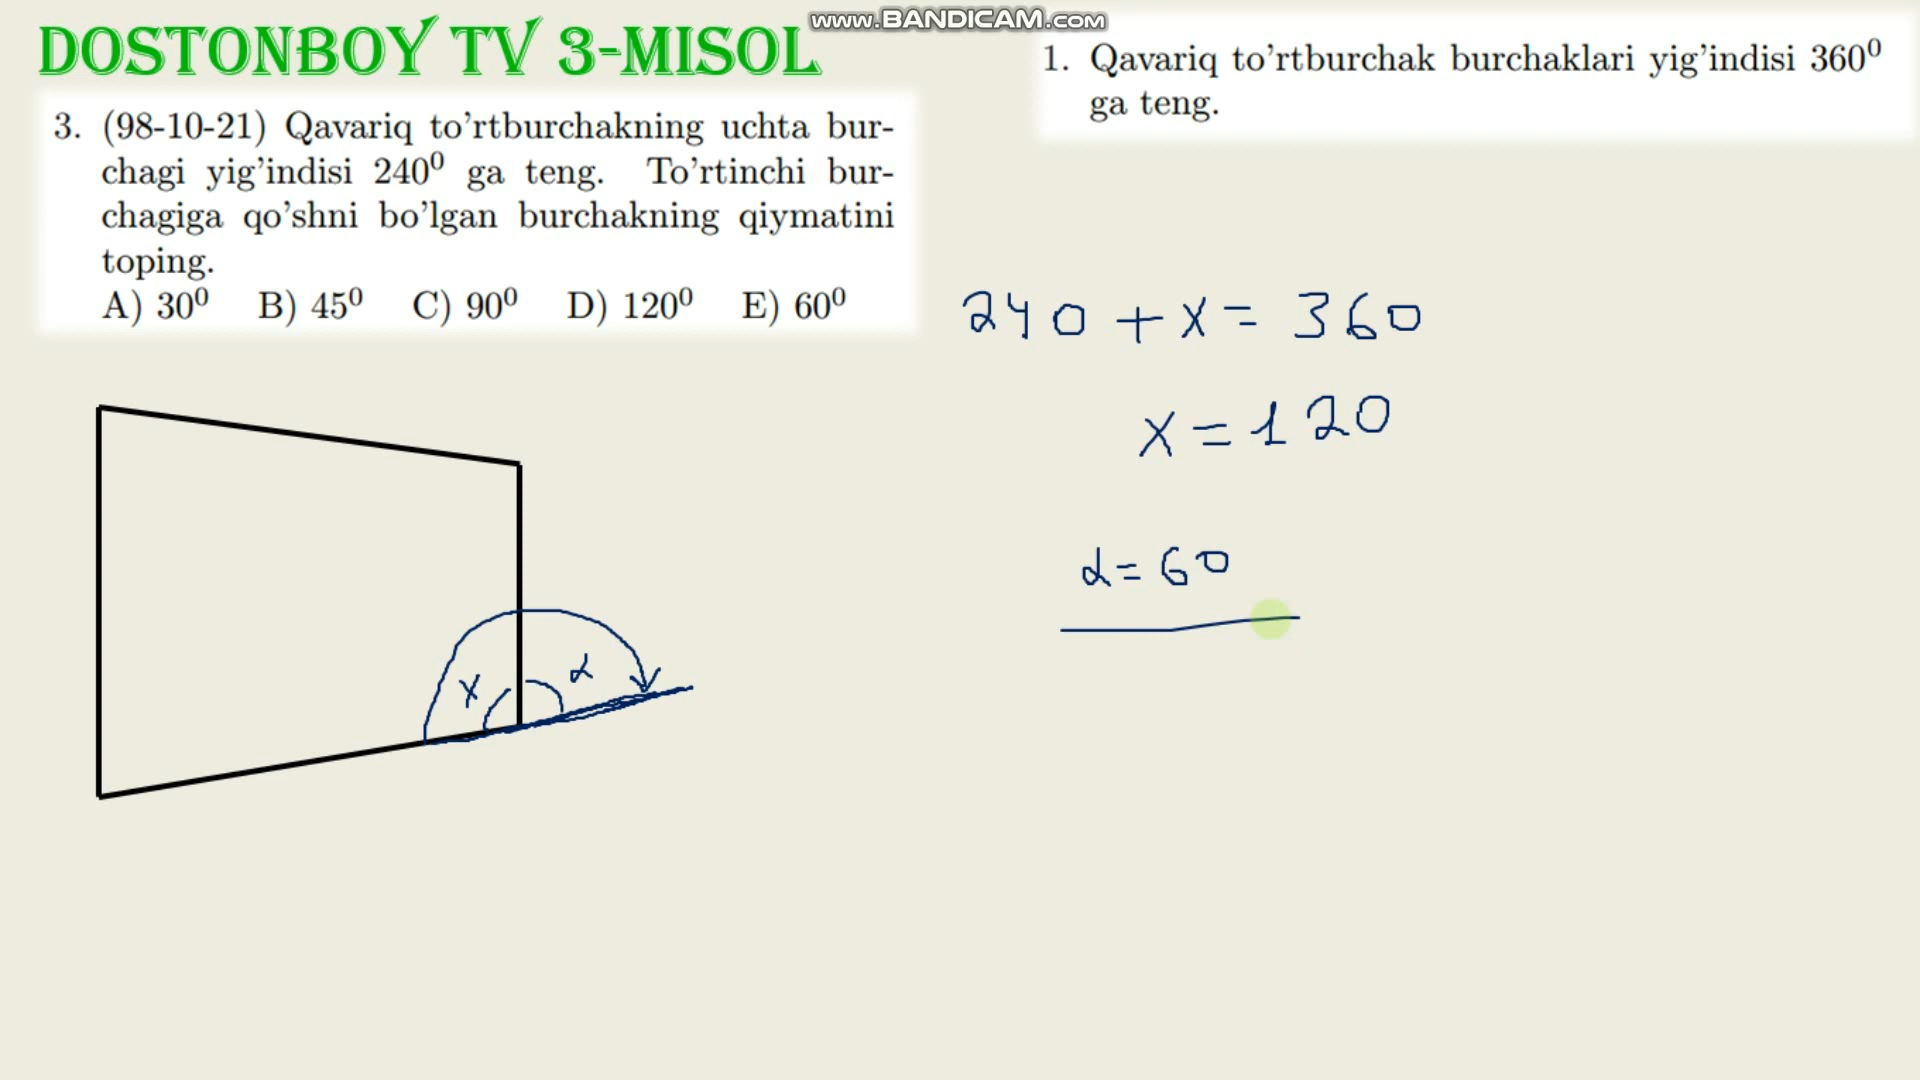 www.BANDICAM.com
DOSTONBOY TV 3-MISOL
3. (98-10-21) Qavariq to’rtburchakning uchta bur-
chagi yig’indisi 240⁰ ga teng. To’rtinchi bur-
chagiga qo’shni bo’lgan burchakning qiymatini
toping.
A) 30⁰ B) 45⁰ C) 90⁰ D) 120⁰ E) 60⁰
1. Qavariq to’rtburchak burchaklari yig’indisi 360⁰
ga teng.
240 + x = 360
x = 120
α = 60
x α